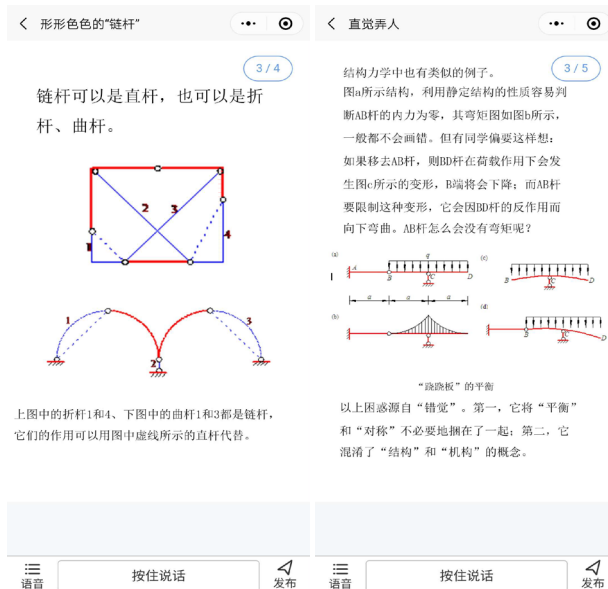 形形色色的“链杆”
3 / 4
链杆可以是直杆，也可以是折
杆、曲杆。
2
3
1
4
1
3
2
上图中的折杆1和4、下图中的曲杆1和3都是链杆，
它们的作用可以用图中虚线所示的直杆代替。
语音
按住说话
发布
直觉弄人
3 / 5
结构力学中也有类似的例子。
图a所示结构，利用静定结构的性质容易判
断AB杆的内力为零，其弯矩图如图b所示，
一般都不会画错。但有同学偏要这样想：
如果移去AB杆，则BD杆在荷载作用下会发
生图c所示的变形，B端将会下降；而AB杆
要限制这种变形，它会因BD杆的反作用而
向下弯曲。AB杆怎么会没有弯矩呢？
(a)
q
A
B
C
D
(c)
B
C
D
a
a
a
(b)
(d)
B
C
D
“跷跷板”的平衡
以上困惑源自“错觉”。第一，它将“平衡”
和“对称”不必要地捆在了一起；第二，它
混淆了“结构”和“机构”的概念。
语音
按住说话
发布